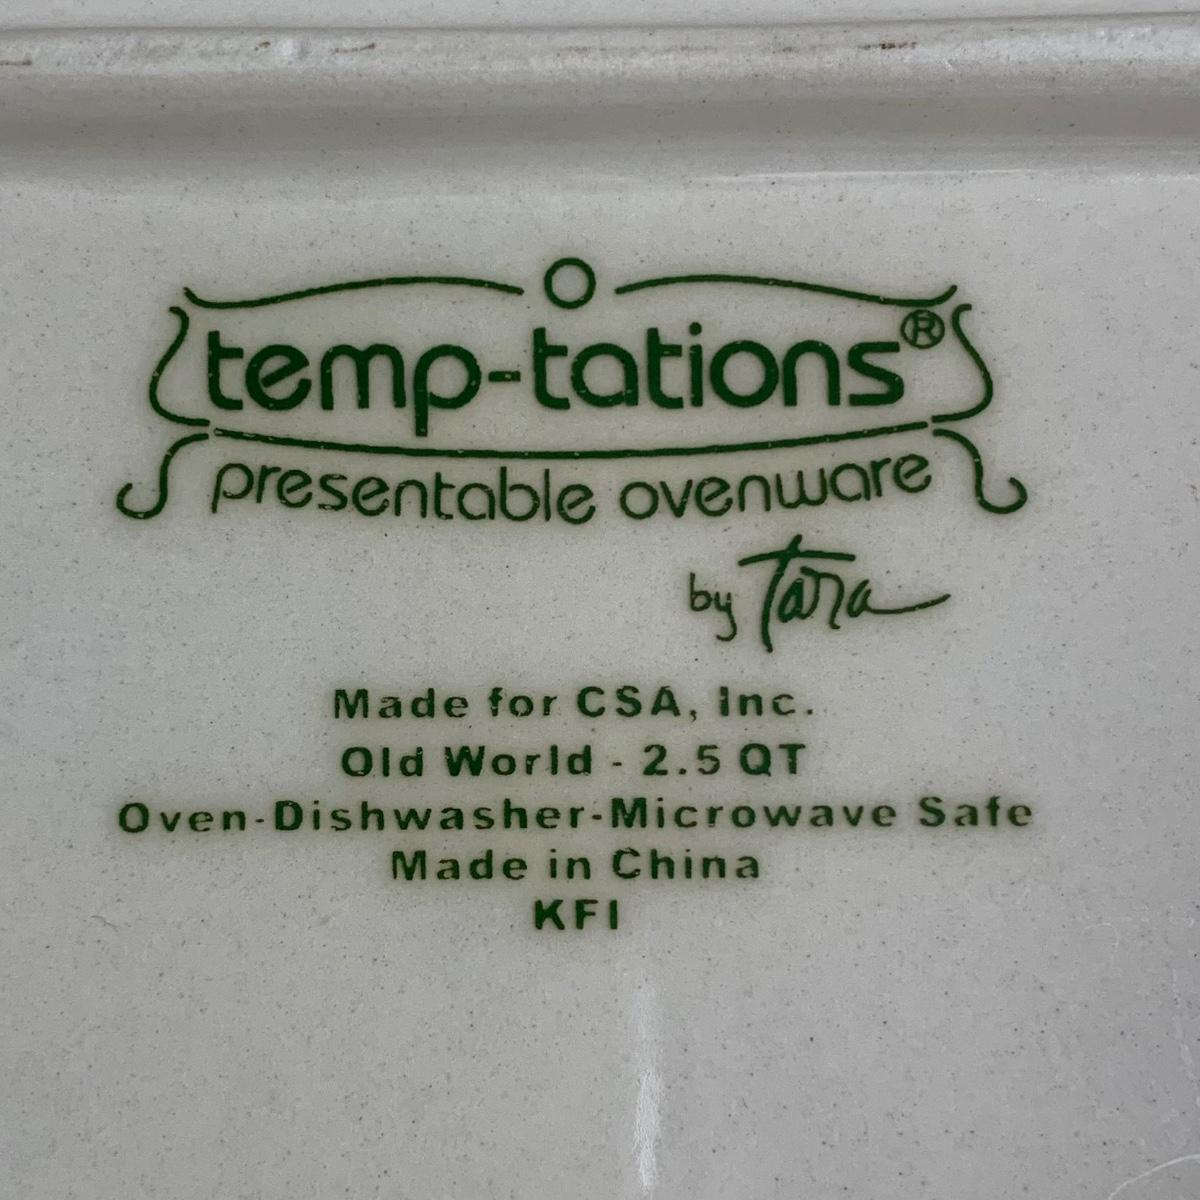 temp-tations®
presentable ovenware
by Tara
Made for CSA, Inc.
Old World - 2.5 QT
Oven-Dishwasher-Microwave Safe
Made in China
KFI